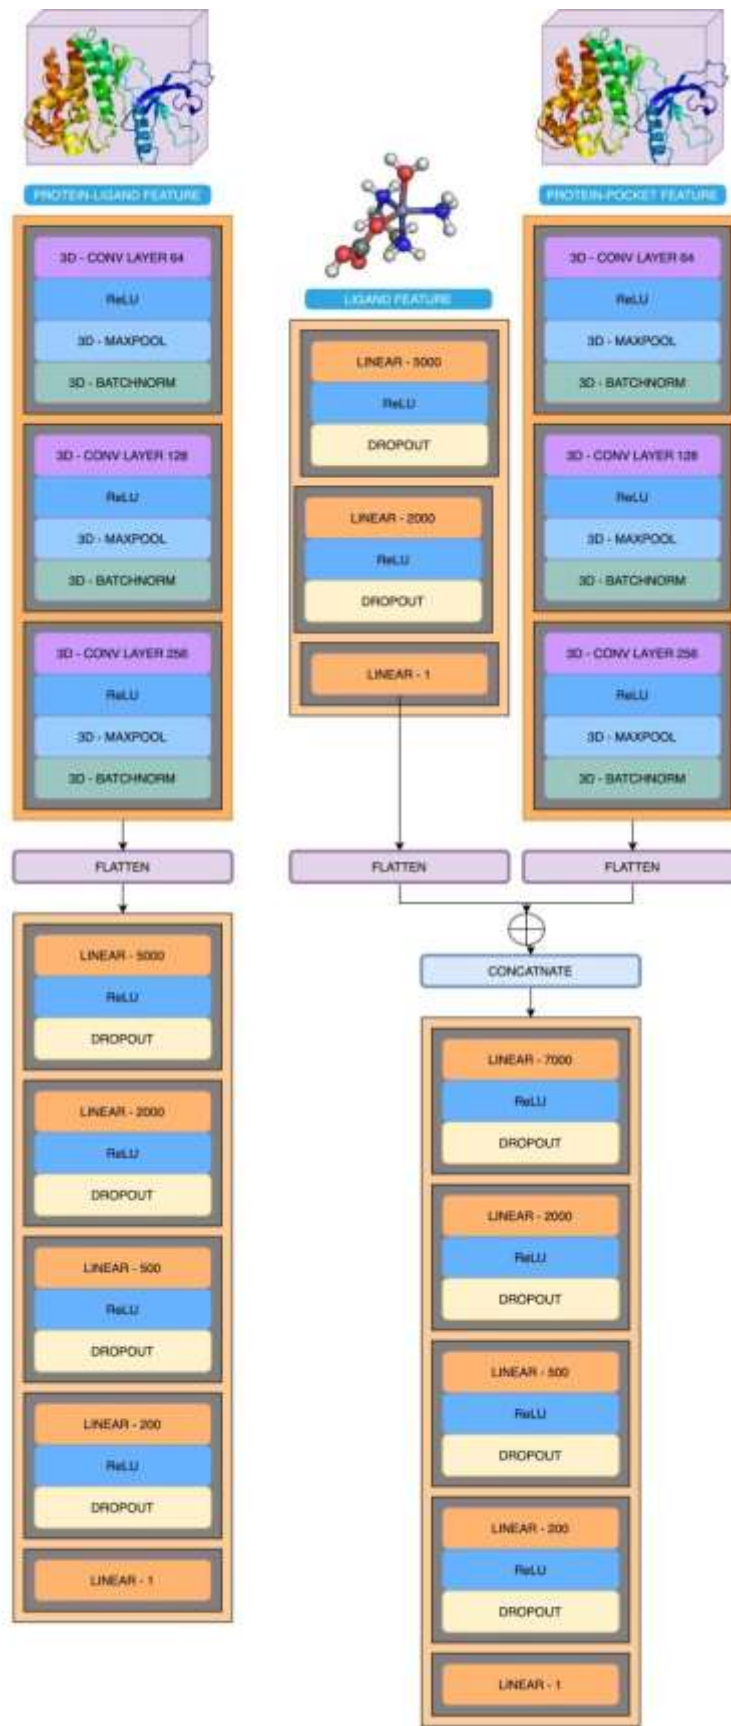 PROTEIN-LIGAND FEATURE
3D - CONV LAYER 64
ReLU
3D - MAXPOOL
3D - BATCHNORM
3D - CONV LAYER 128
ReLU
3D - MAXPOOL
3D - BATCHNORM
3D - CONV LAYER 256
ReLU
3D - MAXPOOL
3D - BATCHNORM
FLATTEN
LINEAR - 5000
ReLU
DROPOUT
LINEAR - 2000
ReLU
DROPOUT
LINEAR - 500
ReLU
DROPOUT
LINEAR - 200
ReLU
DROPOUT
LINEAR - 1
LIGAND FEATURE
LINEAR - 5000
ReLU
DROPOUT
LINEAR - 2000
ReLU
DROPOUT
LINEAR - 1
FLATTEN
PROTEIN-POCKET FEATURE
3D - CONV LAYER 64
ReLU
3D - MAXPOOL
3D - BATCHNORM
3D - CONV LAYER 128
ReLU
3D - MAXPOOL
3D - BATCHNORM
3D - CONV LAYER 256
ReLU
3D - MAXPOOL
3D - BATCHNORM
FLATTEN
CONCATNATE
LINEAR - 7000
ReLU
DROPOUT
LINEAR - 2000
ReLU
DROPOUT
LINEAR - 500
ReLU
DROPOUT
LINEAR - 200
ReLU
DROPOUT
LINEAR - 1